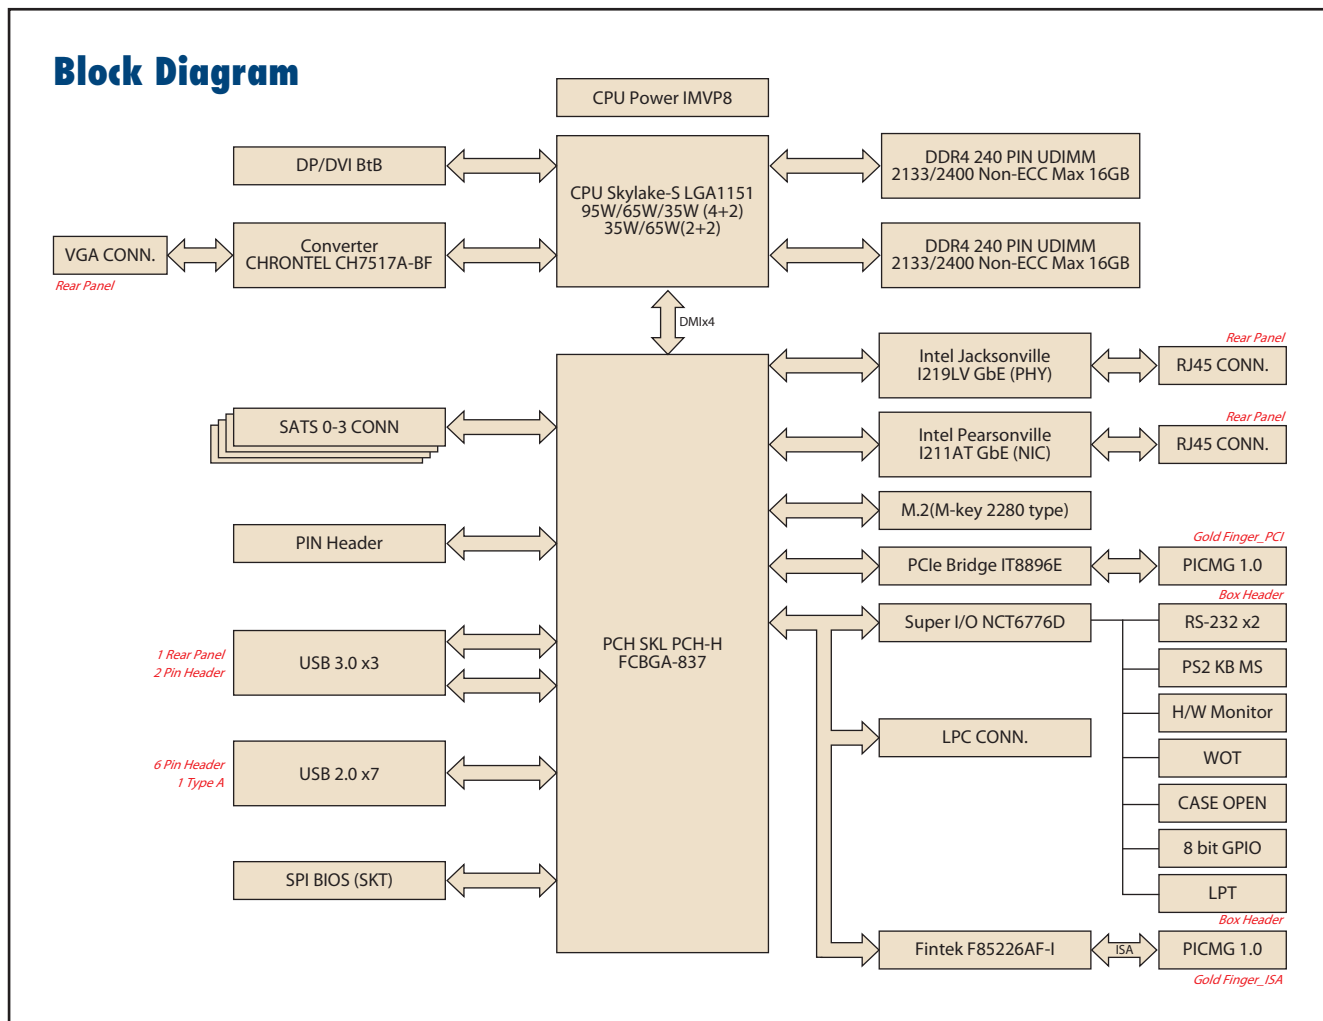 Block Diagram
CPU Power IMVP8
DP/DVI BtB
CPU Skylake-S LGA1151
95W/65W/35W (4+2)
35W/65W(2+2)
DDR4 240 PIN UDIMM
2133/2400 Non-ECC Max 16GB
VGA CONN.
Rear Panel
Converter
CHRONTEL CH7517A-BF
DDR4 240 PIN UDIMM
2133/2400 Non-ECC Max 16GB
DMIx4
Intel Jacksonville
I219LV GbE (PHY)
Rear Panel
RJ45 CONN.
SATS 0-3 CONN
Intel Pearsonville
I211AT GbE (NIC)
Rear Panel
RJ45 CONN.
M.2(M-key 2280 type)
PIN Header
PCIe Bridge IT8896E
Gold Finger_PCI
PICMG 1.0
Box Header
PCH SKL PCH-H
FCBGA-837
Super I/O NCT6776D
RS-232 x2
1 Rear Panel
2 Pin Header
USB 3.0 x3
PS2 KB MS
H/W Monitor
LPC CONN.
WOT
6 Pin Header
1 Type A
USB 2.0 x7
CASE OPEN
8 bit GPIO
SPI BIOS (SKT)
LPT
Box Header
Fintek F85226AF-I
ISA
PICMG 1.0
Gold Finger_ISA